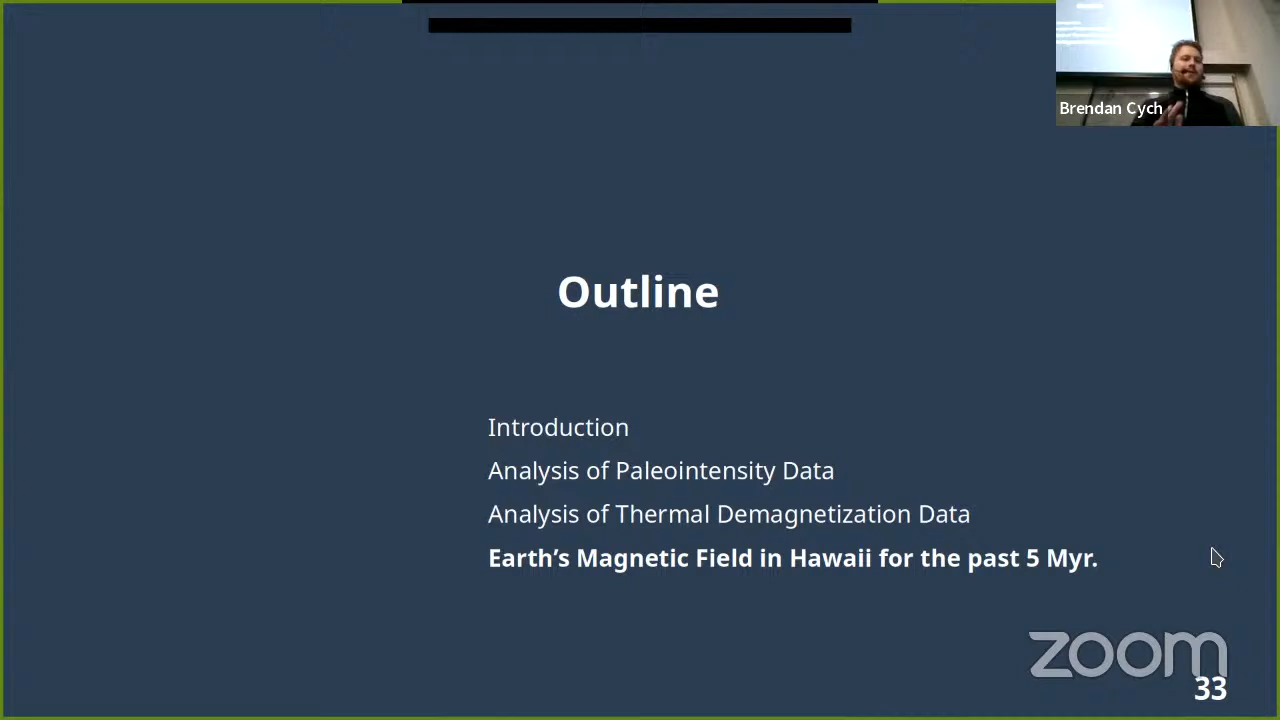 Brendan Cych
Outline
Introduction
Analysis of Paleointensity Data
Analysis of Thermal Demagnetization Data
Earth’s Magnetic Field in Hawaii for the past 5 Myr.
zoom
33